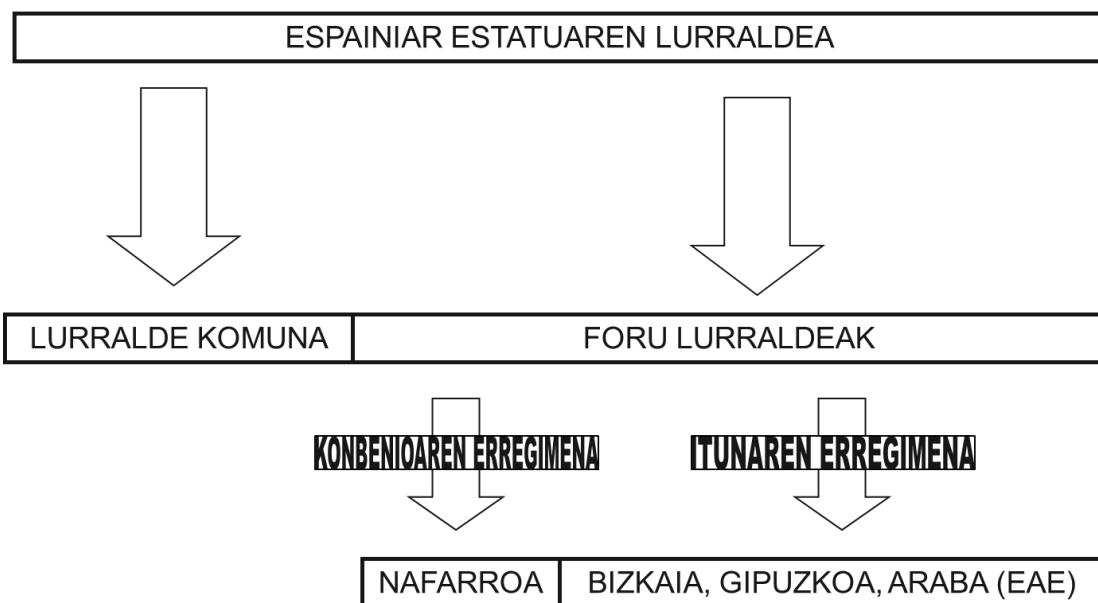 ESPAINIAR ESTATUAREN LURRALDEA
LURRALDE KOMUNA
FORU LURRALDEAK
KONBENIOAREN ERREGIMENA
ITUNAREN ERREGIMENA
NAFARROA
BIZKAIA, GIPUZKOA, ARABA (EAE)